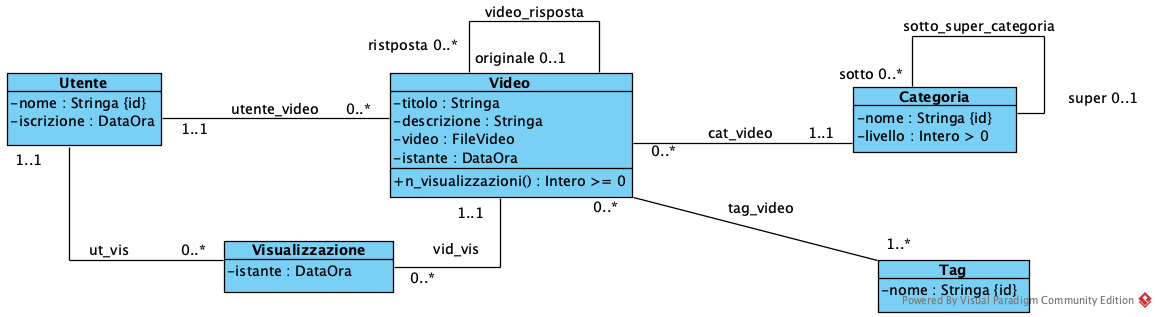 video_risposta
sotto_super_categoria
ristposta 0..*
originale 0..1
sotto 0..*
super 0..1
Utente
-nome : Stringa {id}
-iscrizione : DataOra
utente_video
0..*
1..1
1..1
Video
-titolo : Stringa
-descrizione : Stringa
-video : FileVideo
-istante : DataOra
+n_visualizzazioni() : Intero >= 0
cat_video
1..1
0..*
Categoria
-nome : Stringa {id}
-livello : Intero > 0
1..1
0..*
tag_video
1..*
ut_vis
0..*
Visualizzazione
-istante : DataOra
vid_vis
0..*
Tag
-nome : Stringa {id}
Powered By Visual Paradigm Community Edition